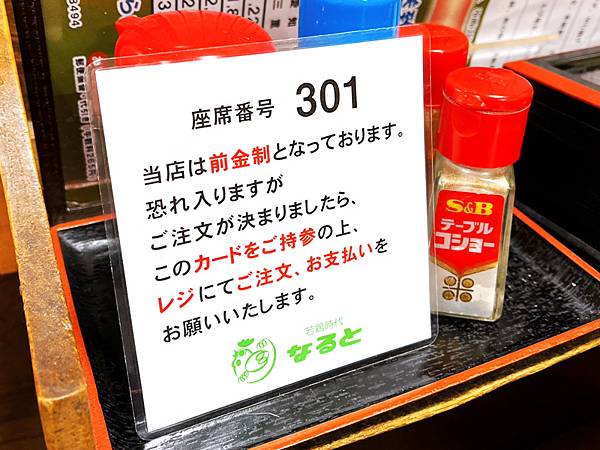 座席番号 301
当店は前金制となっております。
恐れ入りますが
ご注文が決まりましたら、
このカードをご持参の上、
レジにてご注文、お支払いを
お願いいたします。
若鶏時代
なると
S&B
テーブル
コショー